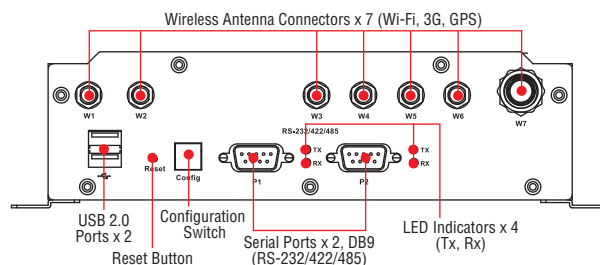 Wireless Antenna Connectors x 7 (Wi-Fi, 3G, GPS)
W1
W2
W3
W4
W5
W6
W7
RS-232/422/485
TX
RX
TX
RX
Reset
Config
P1
P2
USB 2.0
Ports x 2
Reset Button
Configuration
Switch
Serial Ports x 2, DB9
(RS-232/422/485)
LED Indicators x 4
(Tx, Rx)